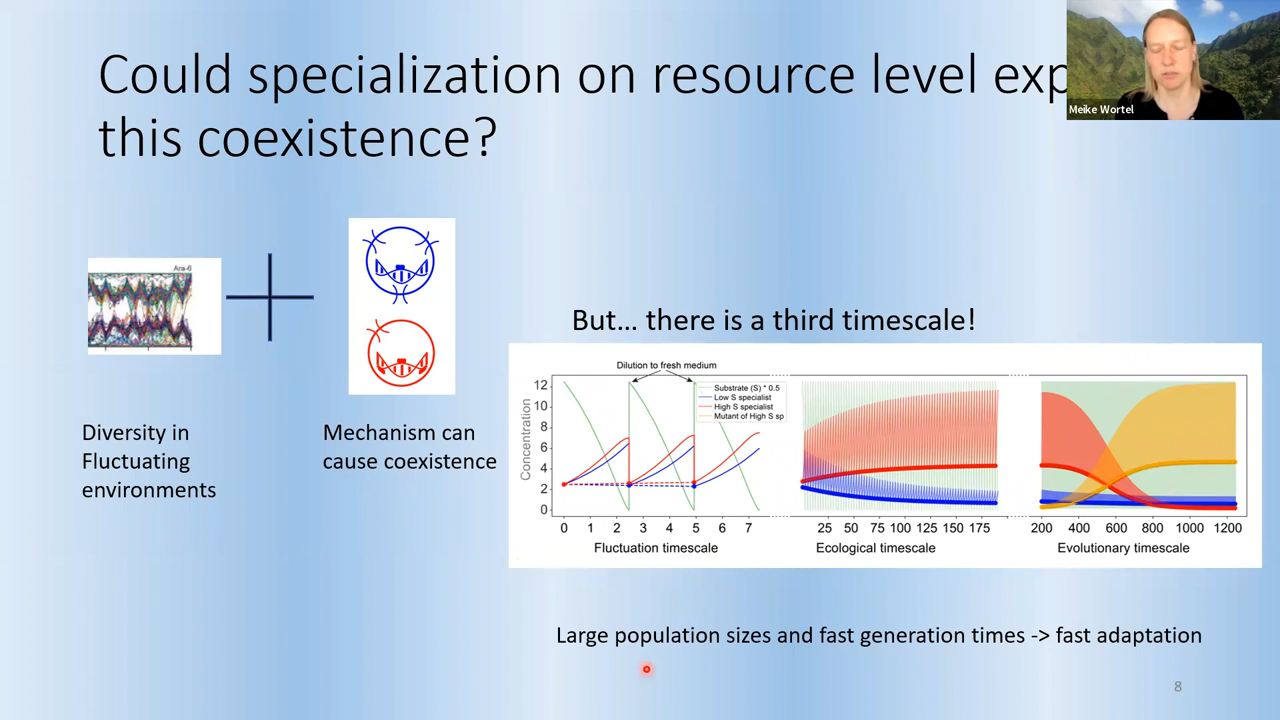 Could specialization on resource level exp
this coexistence?
Meike Wortel
Ara-6
Diversity in
Fluctuating
environments
Mechanism can
cause coexistence
But... there is a third timescale!
Dilution to fresh medium
Substrate (S) * 0.5
Low S specialist
High S specialist
Mutant of High S sp
Concentration
12
10
8
6
4
2
0
0 1 2 3 4 5 6 7
Fluctuation timescale
25 50 75 100 125 150 175
Ecological timescale
200 400 600 800 1000 1200
Evolutionary timescale
Large population sizes and fast generation times -> fast adaptation
8